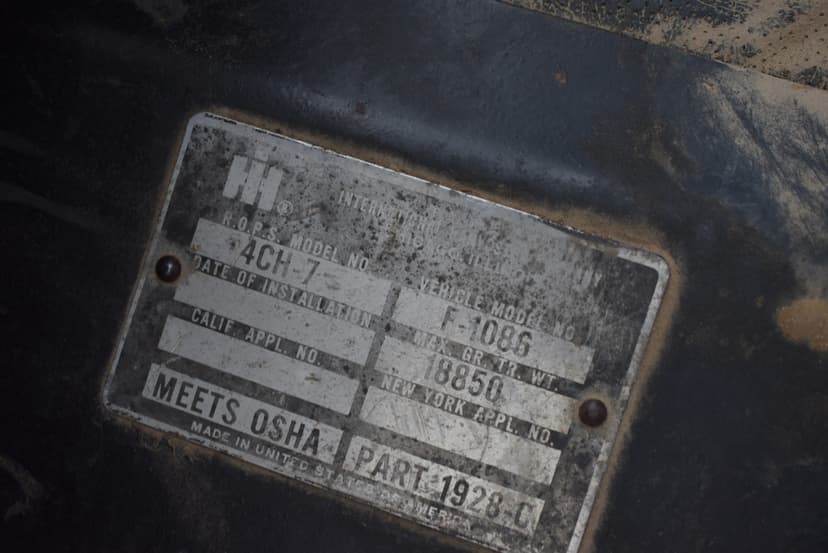 IH ®
R.O.P.S. MODEL NO.
4CH-7
VEHICLE MODEL NO.
F-1086
DATE OF INSTALLATION
MAX. GR. TR. WT.
18850
CALIF. APPL. NO.
NEW YORK APPL. NO.
MEETS OSHA
PART 1928-C
MADE IN UNITED STATES OF AMERICA